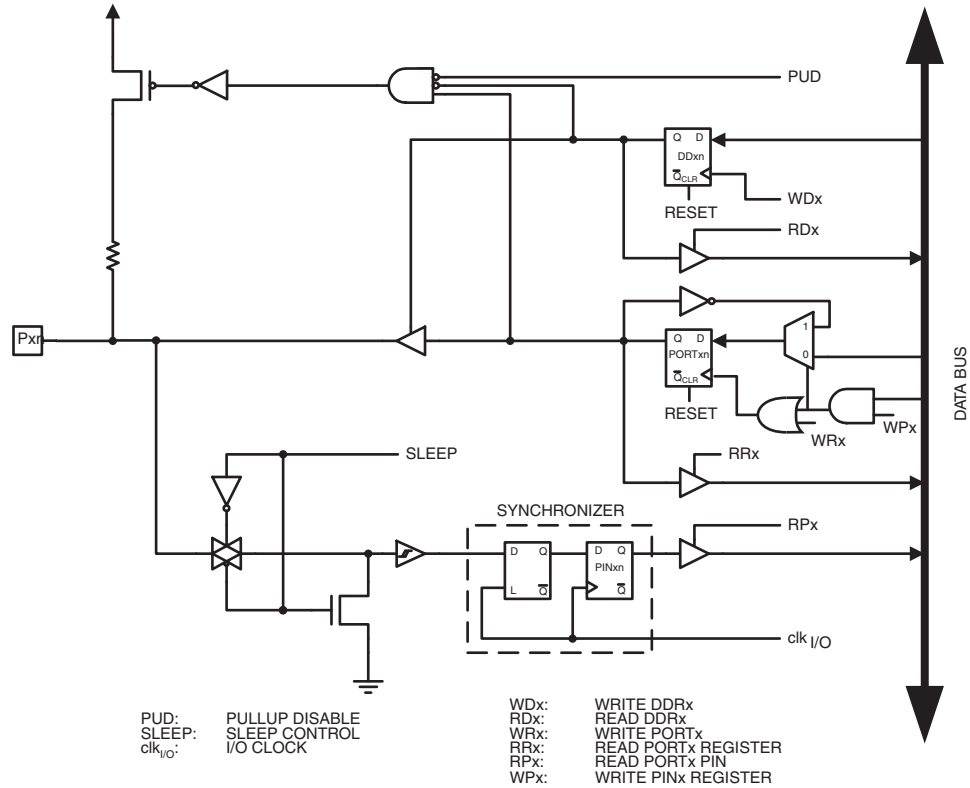 PUD
Q D
DDxn
Q CLR
WDx
RESET
RDx
Pxn
1
Q D
PORTxn
0
Q CLR
RESET
WRx
WPx
DATA BUS
SLEEP
RRx
SYNCHRONIZER
RPx
D Q
L Q
D Q
PINxn
Q
clk I/O
PUD: PULLUP DISABLE
SLEEP: SLEEP CONTROL
clk I/O: I/O CLOCK
WDx: WRITE DDRx
RDx: READ DDRx
WRx: WRITE PORTx
RRx: READ PORTx REGISTER
RPx: READ PORTx PIN
WPx: WRITE PINx REGISTER